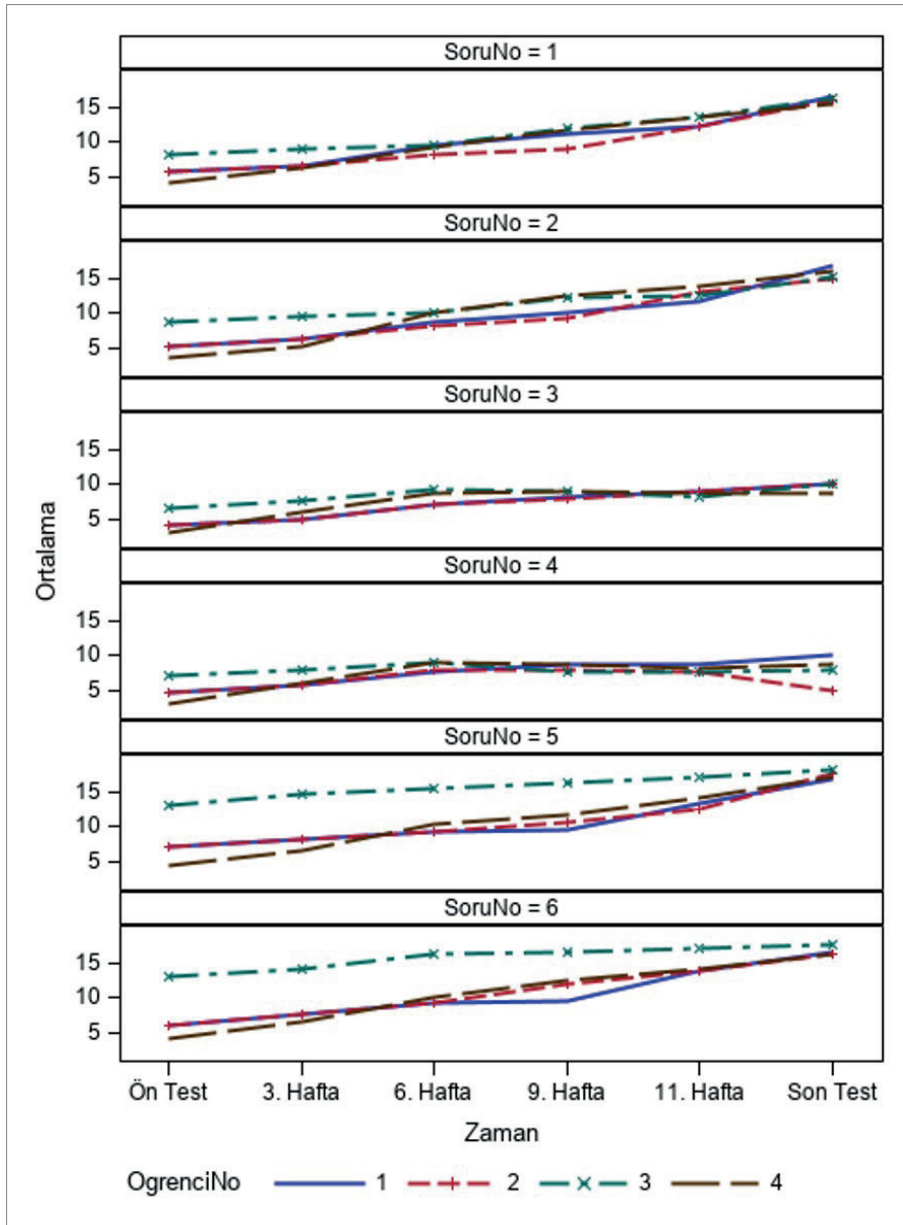 SoruNo = 1
15
10
5
SoruNo = 2
15
10
5
SoruNo = 3
15
10
5
SoruNo = 4
15
10
5
SoruNo = 5
15
10
5
SoruNo = 6
15
10
5
Ortalama
Ön Test 3. Hafta 6. Hafta 9. Hafta 11. Hafta Son Test
Zaman
OgrenciNo 1 2 3 4